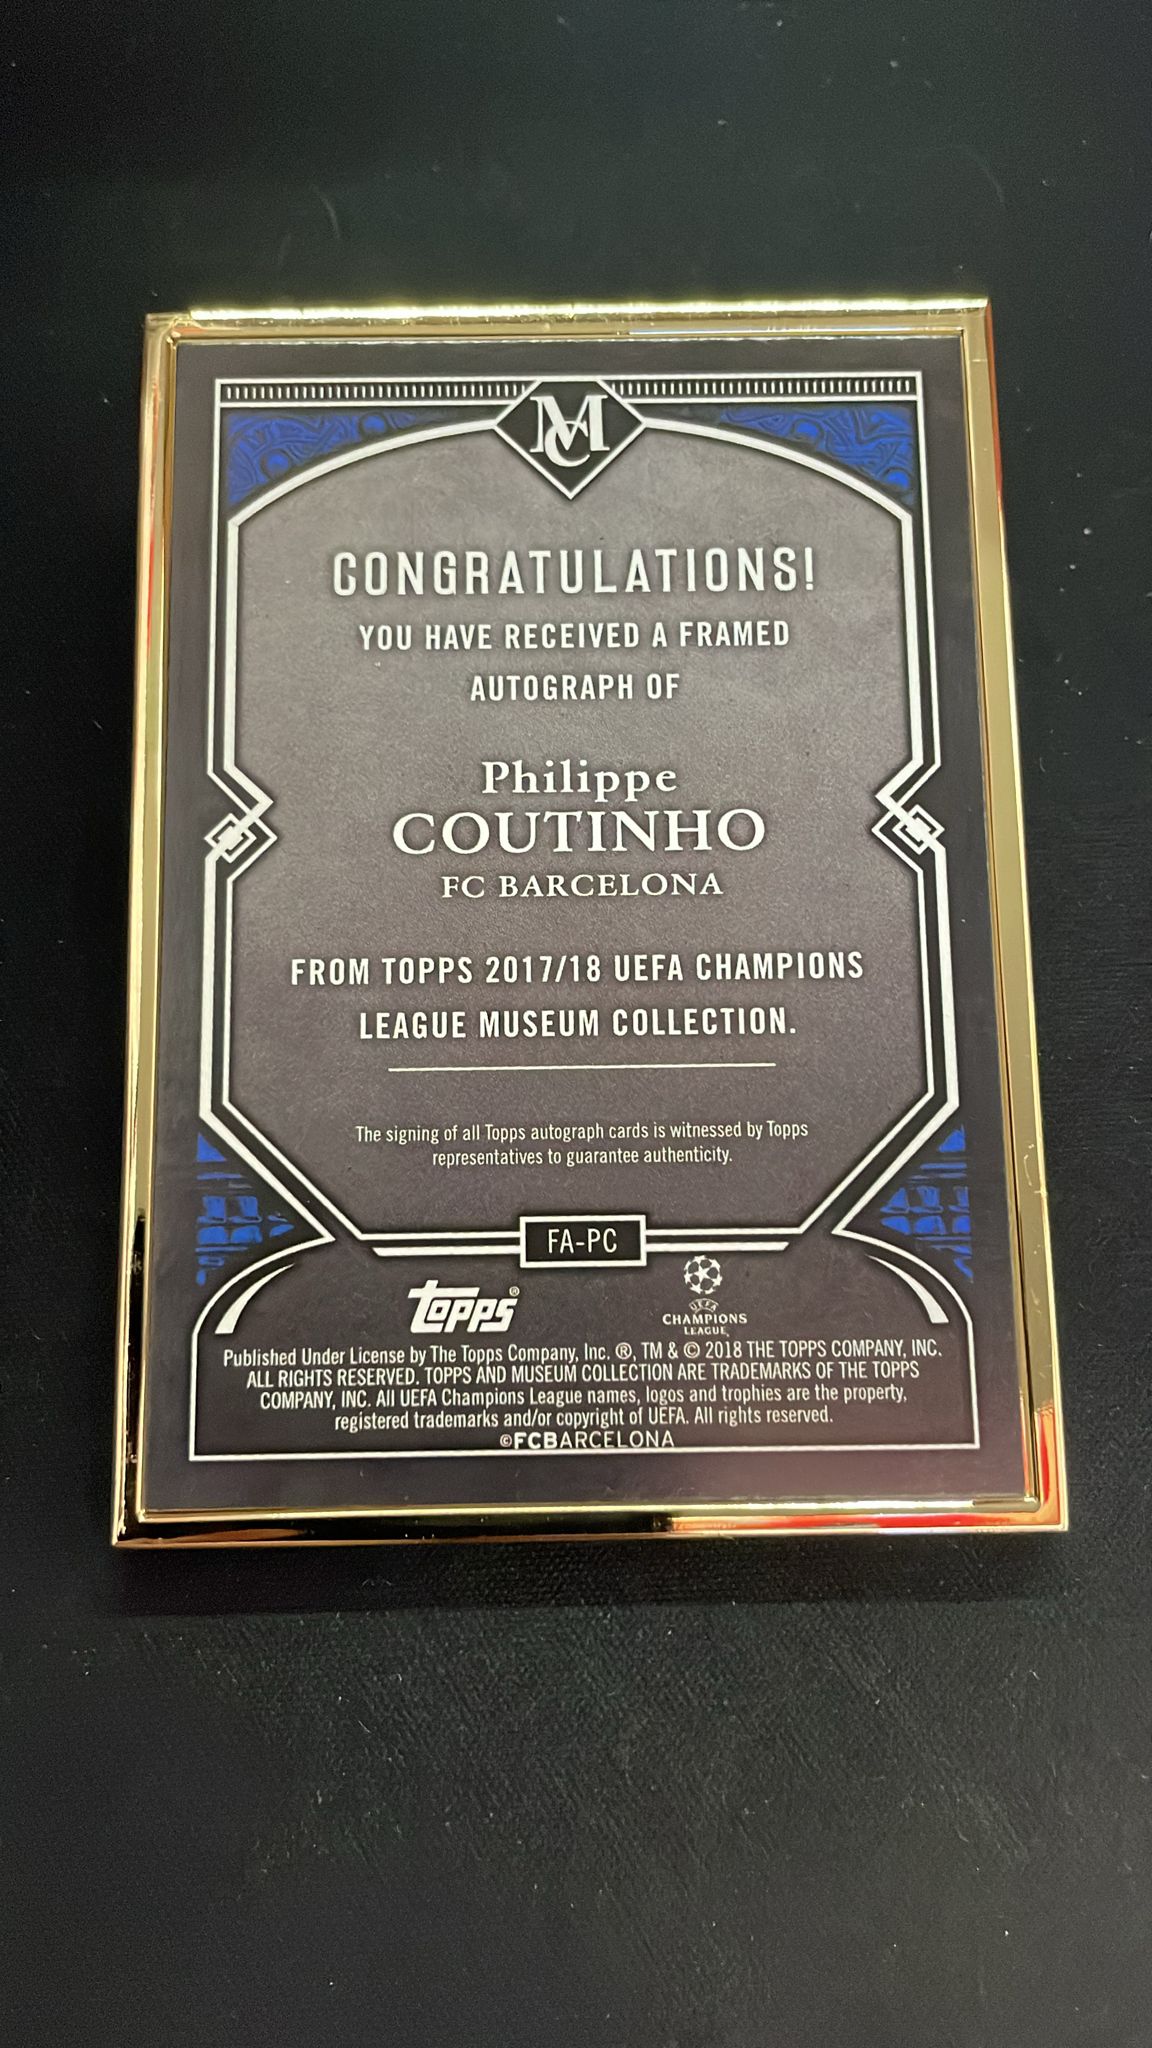 MC
CONGRATULATIONS!
YOU HAVE RECEIVED A FRAMED
AUTOGRAPH OF
Philippe
COUTINHO
FC BARCELONA
FROM TOPPS 2017/18 UEFA CHAMPIONS
LEAGUE MUSEUM COLLECTION.
The signing of all Topps autograph cards is witnessed by Topps
representatives to guarantee authenticity.
FA-PC
topps®
UEFA
CHAMPIONS
LEAGUE
Published Under License by The Topps Company, Inc. ®, TM & © 2018 THE TOPPS COMPANY, INC.
ALL RIGHTS RESERVED. TOPPS AND MUSEUM COLLECTION ARE TRADEMARKS OF THE TOPPS
COMPANY, INC. All UEFA Champions League names, logos and trophies are the property,
registered trademarks and/or copyright of UEFA. All rights reserved.
©FCBARCELONA